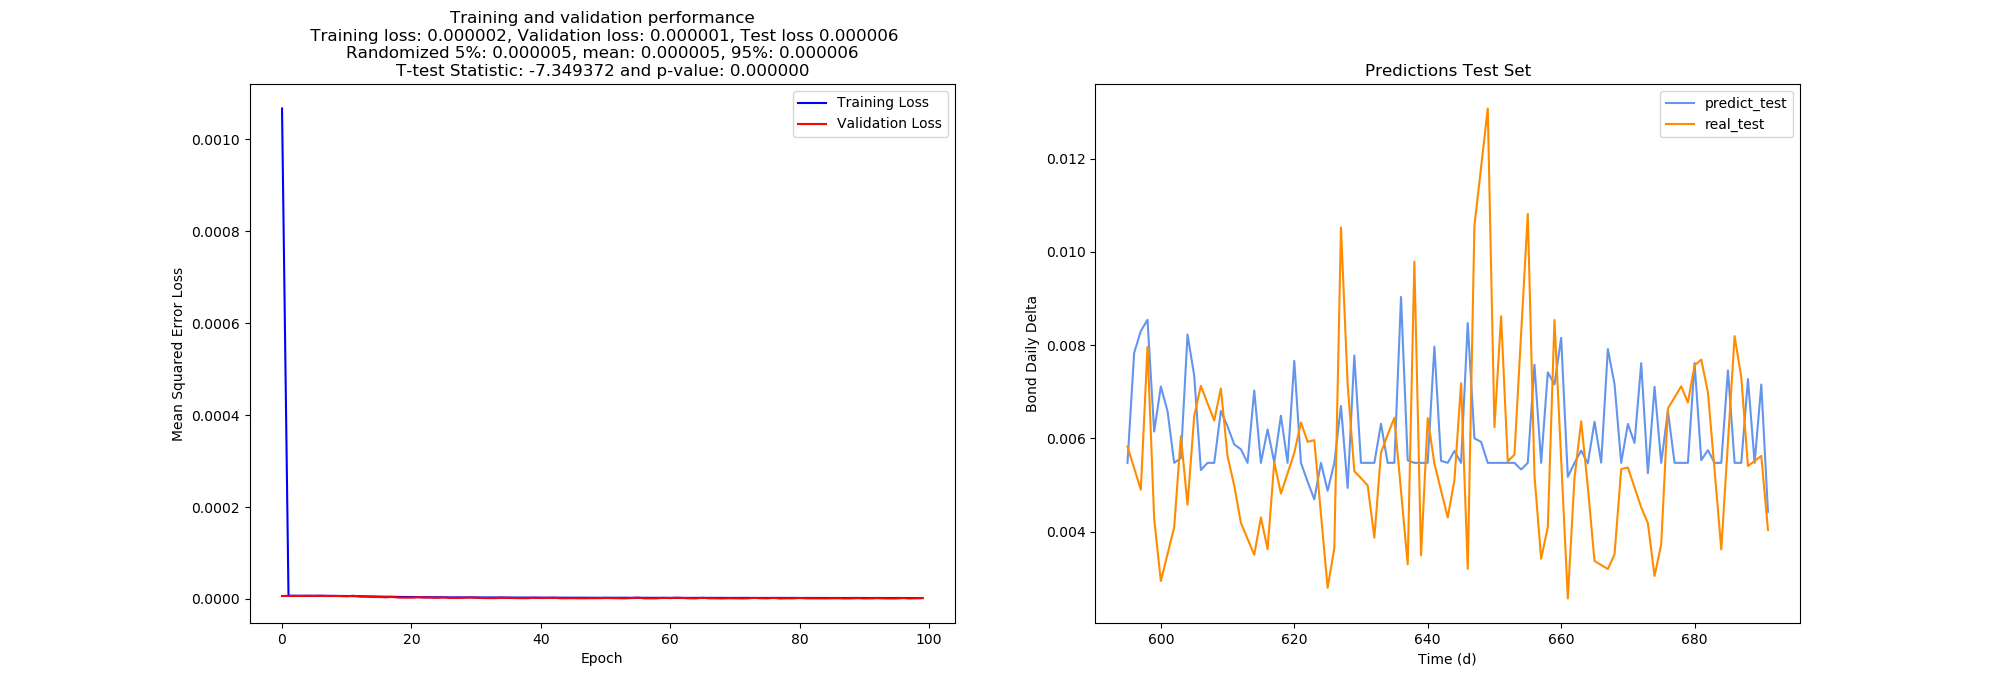 Training and validation performance
Training loss: 0.000002, Validation loss: 0.000001, Test loss 0.000006
Randomized 5%: 0.000005, mean: 0.000005, 95%: 0.000006
T-test Statistic: -7.349372 and p-value: 0.000000
Training Loss
Validation Loss
Mean Squared Error Loss
0.0010
0.0008
0.0006
0.0004
0.0002
0.0000
0 20 40 60 80 100
Epoch
Predictions Test Set
predict_test
real_test
Bond Daily Delta
0.012
0.010
0.008
0.006
0.004
600 620 640 660 680
Time (d)